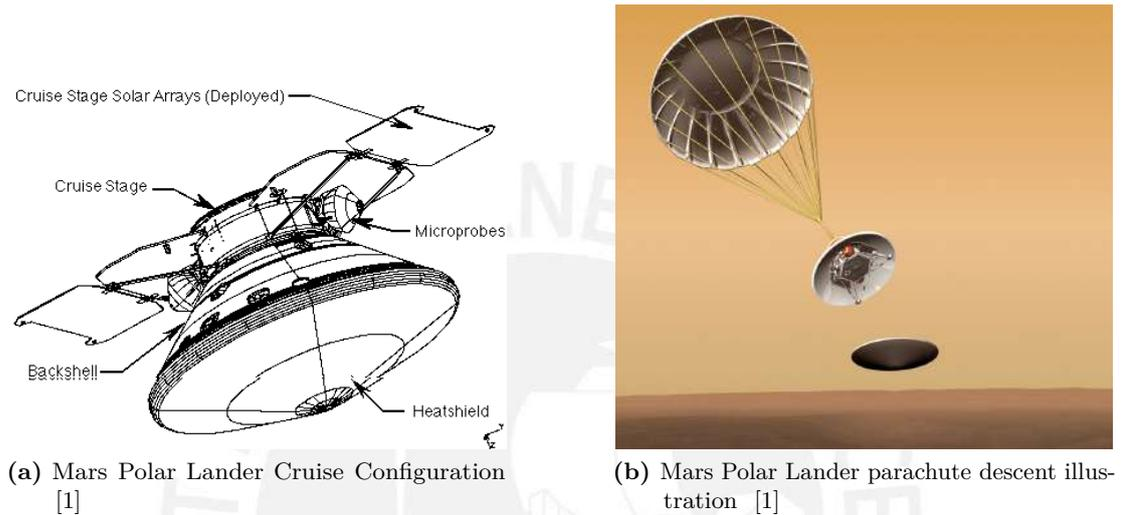 Cruise Stage Solar Arrays (Deployed)
Cruise Stage
Microprobes
Backshell
Heatshield
(a) Mars Polar Lander Cruise Configuration
[1]
(b) Mars Polar Lander parachute descent illus-
tration [1]